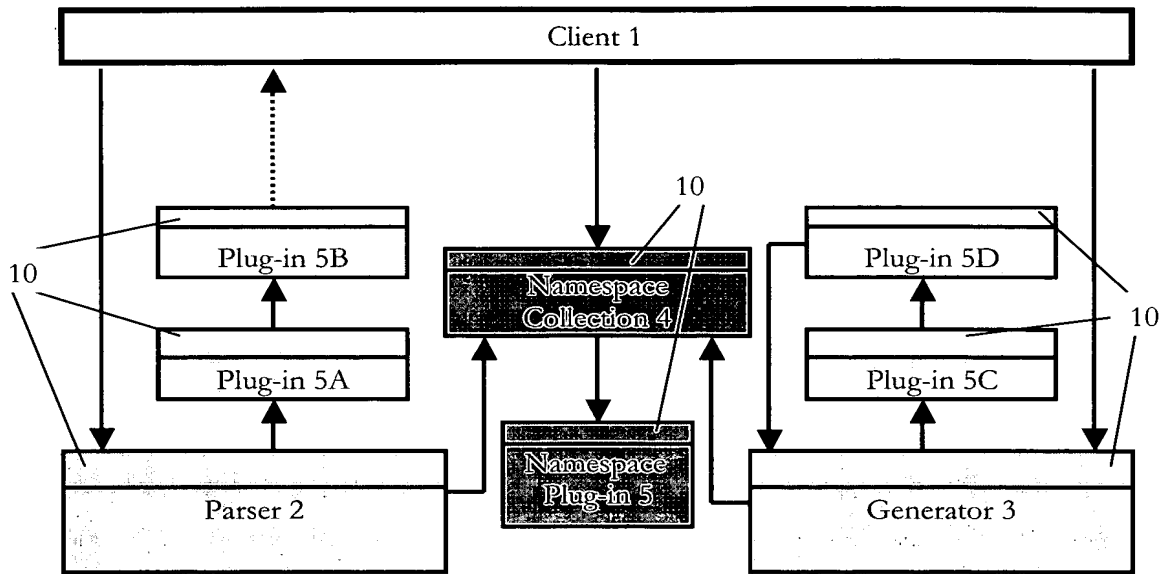 Client 1
10
Plug-in 5B
Plug-in 5D
10
Namespace
Collection 4
10
Plug-in 5A
Plug-in 5C
Namespace
Plug-in 5
Parser 2
Generator 3